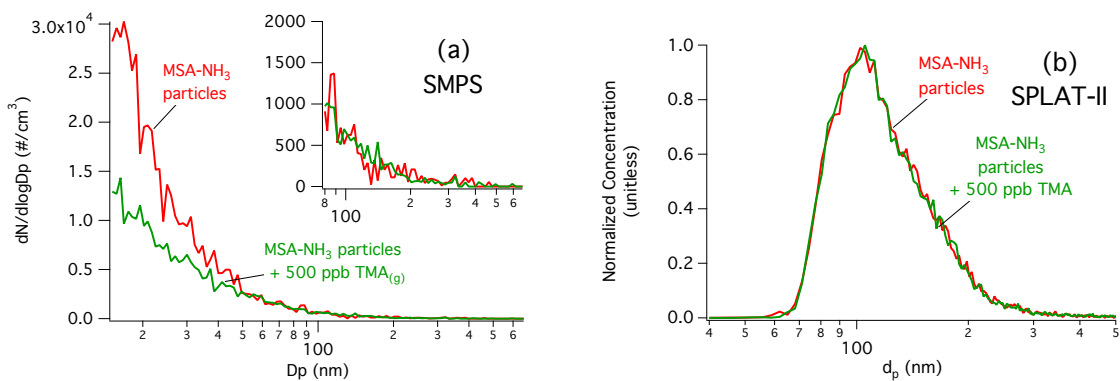 (a)
SMPS
MSA-NH₃
particles
MSA-NH₃ particles
+ 500 ppb TMA(g)
dN/dlogDp (#/cm³)
3.0x10⁴
2.5
2.0
1.5
1.0
0.5
0.0
2
3
4
5
6
7
8
9
100
2
3
4
5
6
Dp (nm)
2000
1500
1000
500
0
8
100
2
3
4
5
6
(b)
SPLAT-II
MSA-NH₃
particles
MSA-NH₃
particles
+ 500 ppb TMA
Normalized Concentration
(unitless)
1.0
0.8
0.6
0.4
0.2
0.0
4
5
6
7
8
9
100
2
3
4
5
dp (nm)